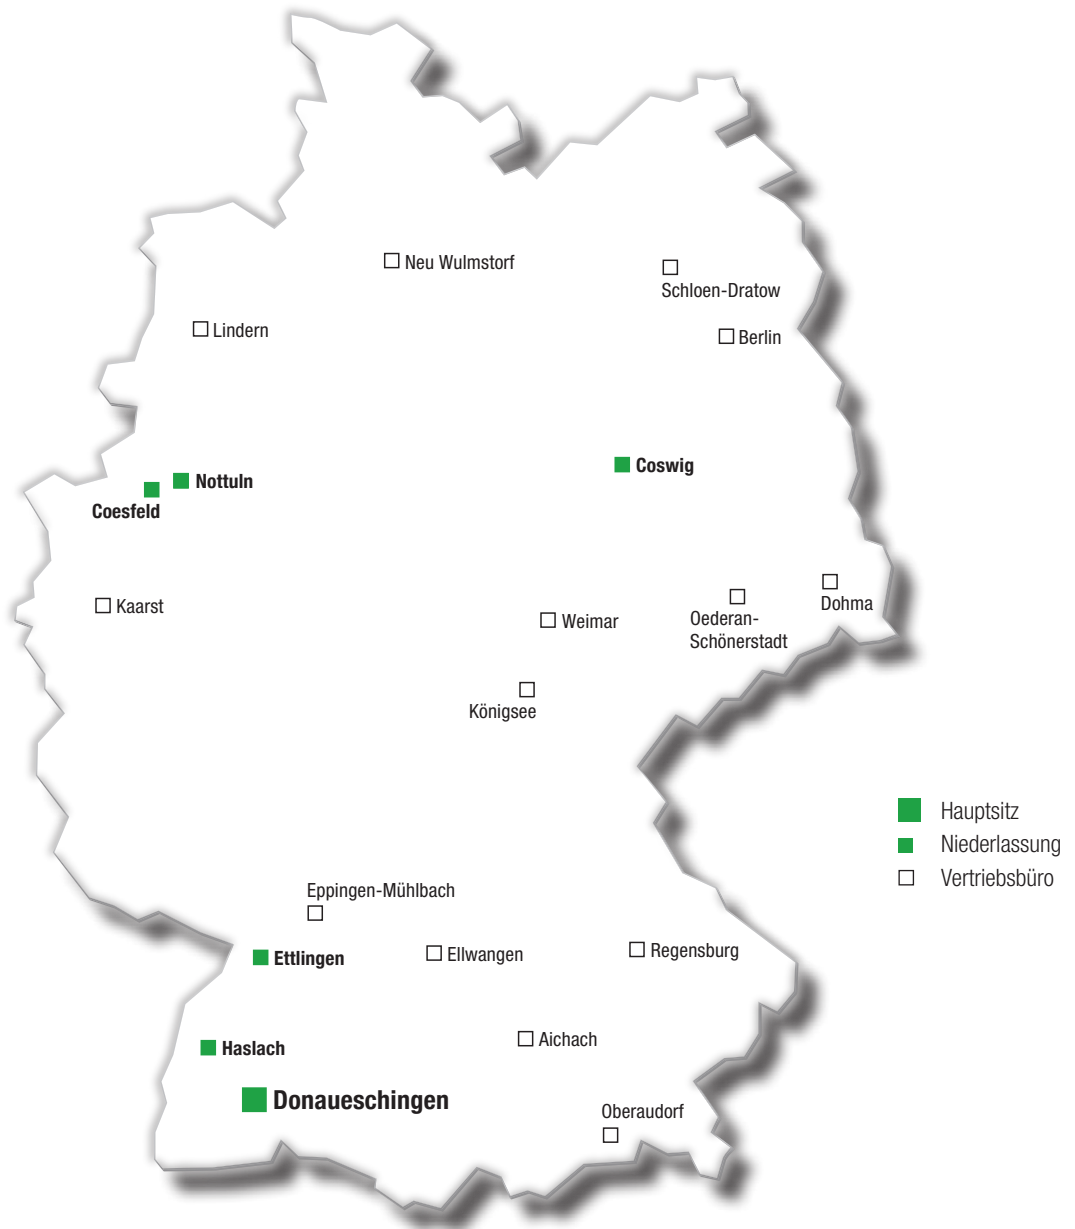 Neu Wulmstorf
Schloen-Dratow
Lindern
Berlin
Coswig
Nottuln
Coesfeld
Kaarst
Dohma
Weimar
Oederan-
Schönerstadt
Königsee
Hauptsitz
Niederlassung
Vertriebsbüro
Eppingen-Mühlbach
Ettlingen
Ellwangen
Regensburg
Haslach
Aichach
Donaueschingen
Oberaudorf